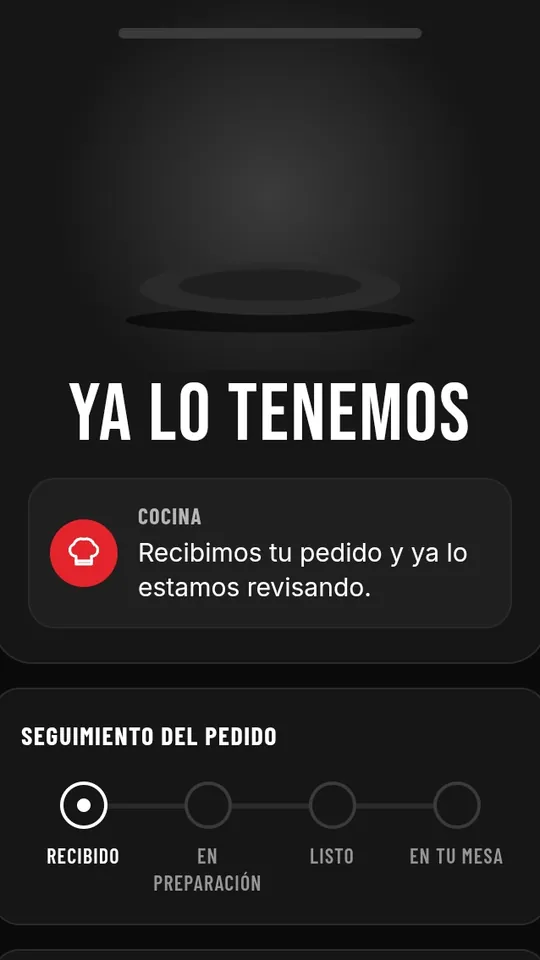 YA LO TENEMOS
COCINA
Recibimos tu pedido y ya lo
estamos revisando.
SEGUIMIENTO DEL PEDIDO
RECIBIDO
EN
PREPARACIÓN
LISTO
EN TU MESA